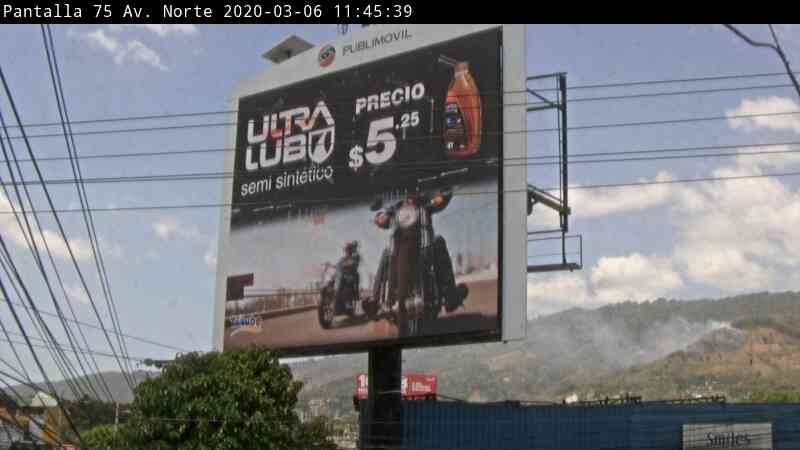 Pantalla 75 Av. Norte 2020-03-06 11:45:39
PUBLIMOVIL
ULTRA
LUB
semi sintético
PRECIO
$5.25
Smiles